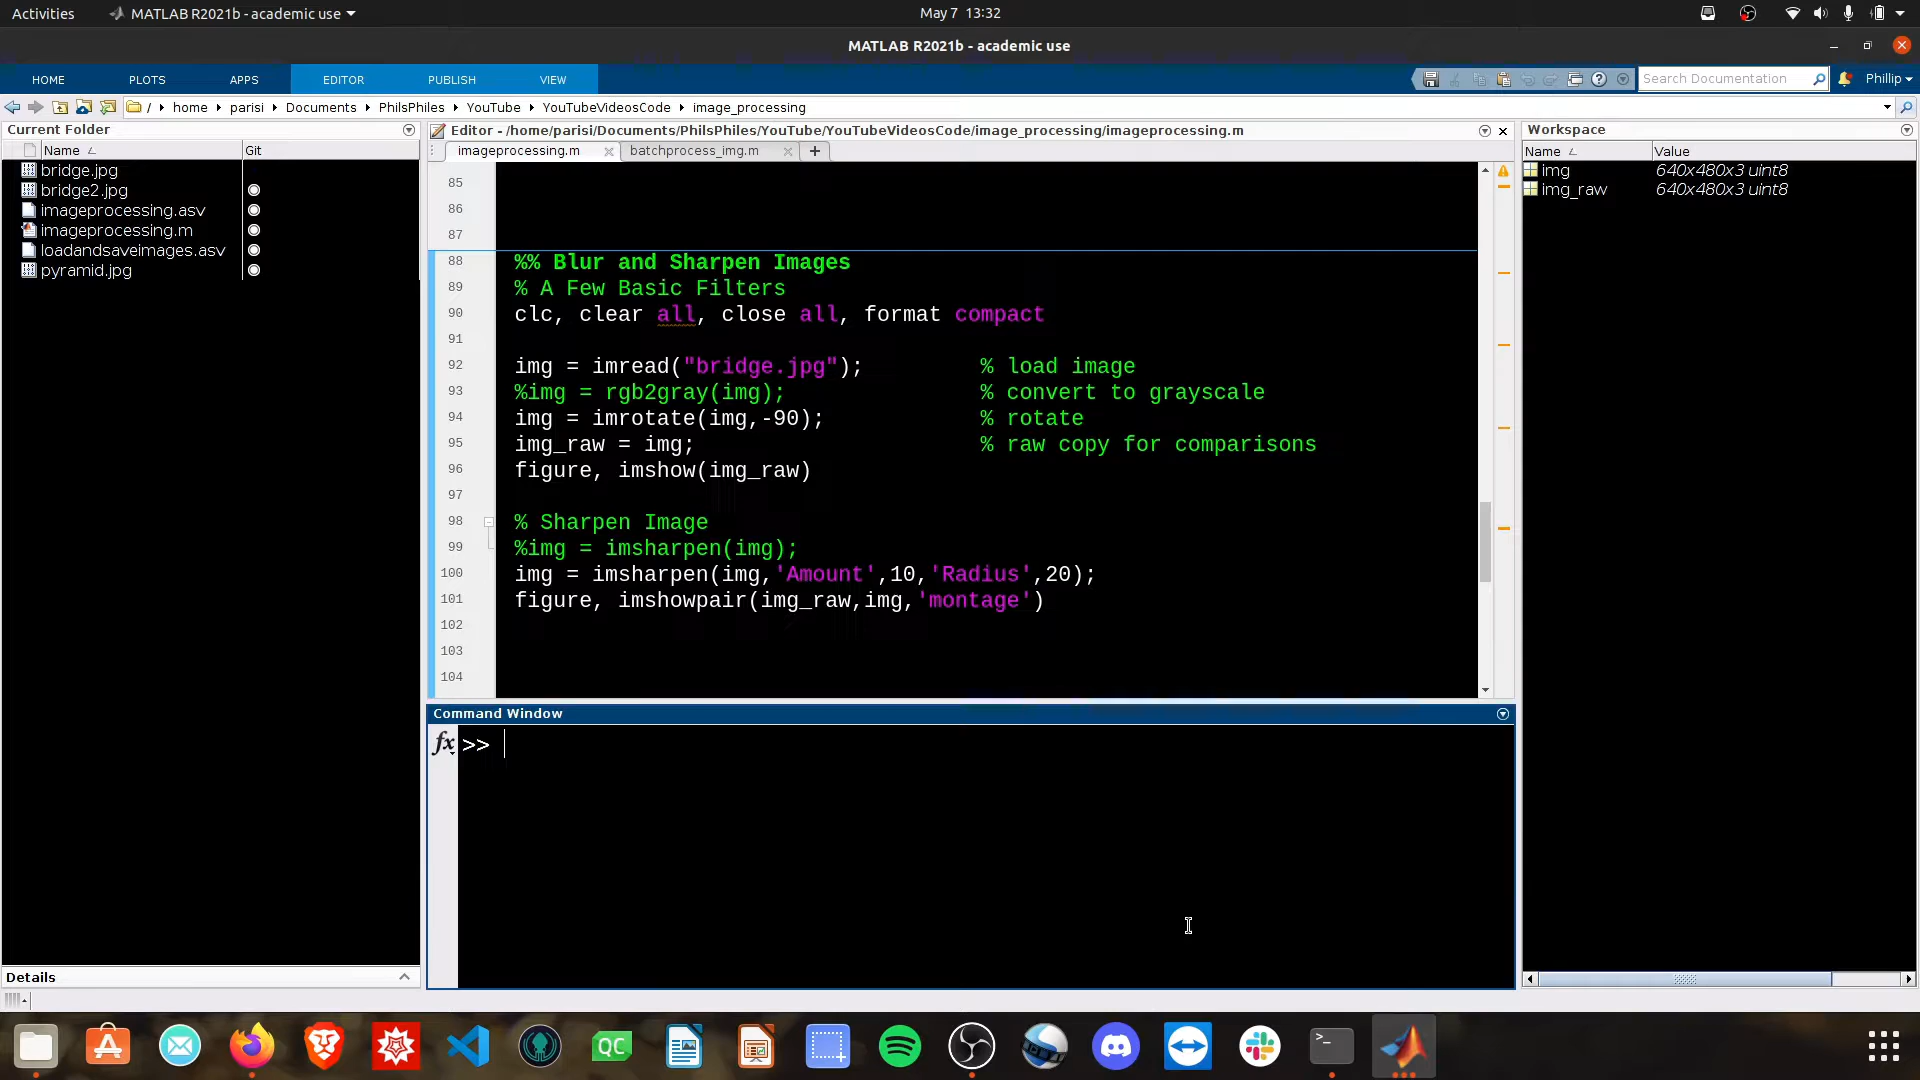 Activities
MATLAB R2021b - academic use
May 7 13:32
MATLAB R2021b - academic use
HOME
PLOTS
APPS
EDITOR
PUBLISH
VIEW
Search Documentation
Phillip
/ home parisi Documents PhilsPhiles YouTube YouTubeVideosCode image_processing
Current Folder
Name
Git
bridge.jpg
bridge2.jpg
imageprocessing.asv
imageprocessing.m
loadandsaveimages.asv
pyramid.jpg
Details
Editor - /home/parisi/Documents/PhilsPhiles/YouTube/YouTubeVideosCode/image_processing/imageprocessing.m
imageprocessing.m
batchprocess_img.m
+
85
86
87
88 %% Blur and Sharpen Images
89 % A Few Basic Filters
90 clc, clear all, close all, format compact
91
92 img = imread("bridge.jpg"); % load image
93 %img = rgb2gray(img); % convert to grayscale
94 img = imrotate(img,-90); % rotate
95 img_raw = img; % raw copy for comparisons
96 figure, imshow(img_raw)
97
98 % Sharpen Image
99 %img = imsharpen(img);
100 img = imsharpen(img,'Amount',10,'Radius',20);
101 figure, imshowpair(img_raw,img,'montage')
102
103
104
Command Window
fx >>
Workspace
Name
Value
img 640x480x3 uint8
img_raw 640x480x3 uint8
QC
>_